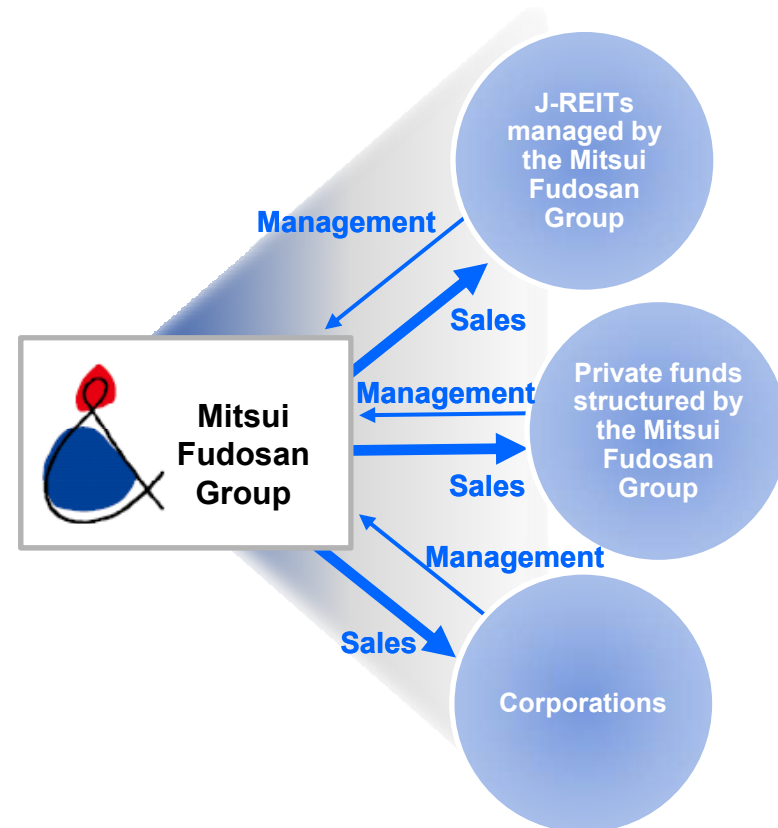 J-REITs
managed by
the Mitsui
Fudosan
Group
Management
Sales
Mitsui
Fudosan
Group
Management
Sales
Private funds
structured by
the Mitsui
Fudosan
Group
Management
Sales
Corporations